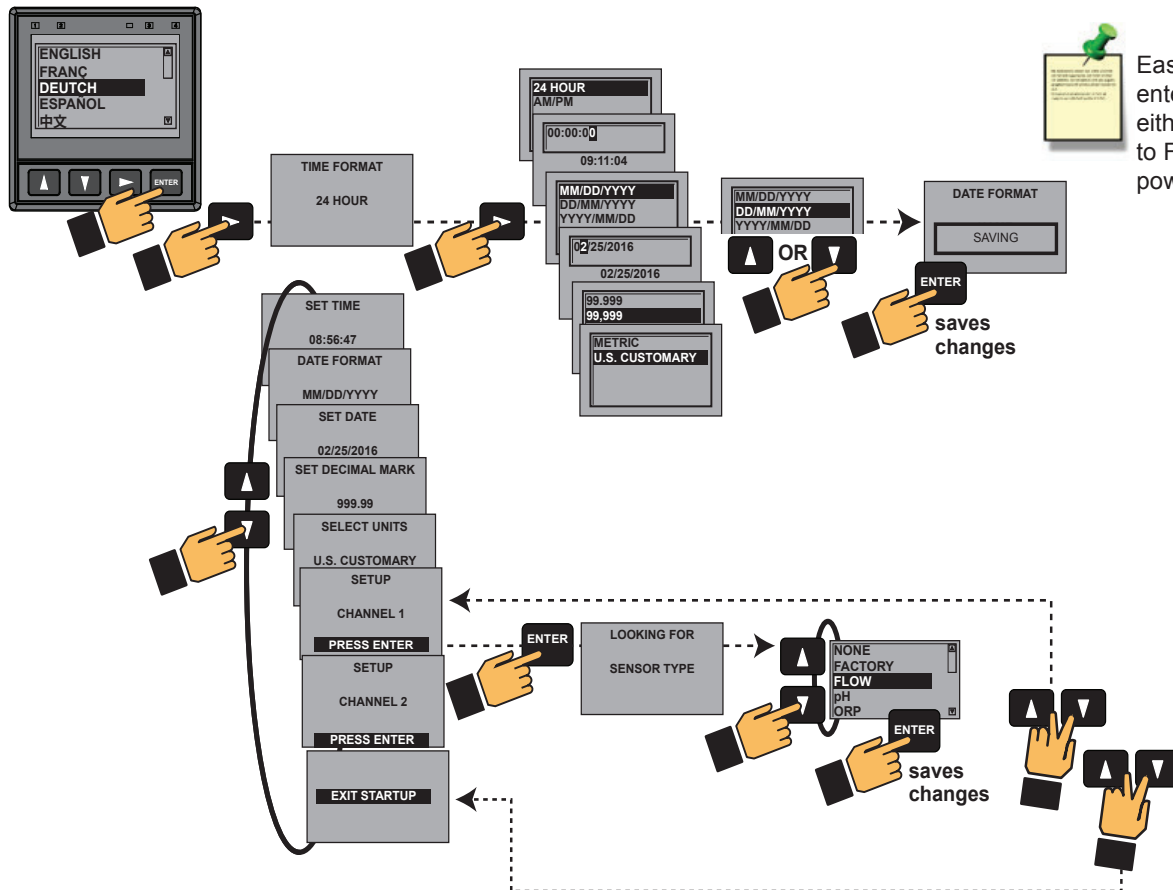 1 2 3 4
ENGLISH
FRANÇ
DEUTCH
ESPAÑOL
中文
ENTER
TIME FORMAT
24 HOUR
24 HOUR
AM/PM
00:00:00
09:11:04
MM/DD/YYYY
DD/MM/YYYY
YYYY/MM/DD
02/25/2016
02/25/2016
99.999
99,999
METRIC
U.S. CUSTOMARY
MM/DD/YYYY
DD/MM/YYYY
YYYY/MM/DD
OR
DATE FORMAT
SAVING
ENTER
saves
changes
Eas
ente
eith
to F
pow
SET TIME
08:56:47
DATE FORMAT
MM/DD/YYYY
SET DATE
02/25/2016
SET DECIMAL MARK
999.99
SELECT UNITS
U.S. CUSTOMARY
SETUP
CHANNEL 1
PRESS ENTER
SETUP
CHANNEL 2
PRESS ENTER
EXIT STARTUP
ENTER
LOOKING FOR
SENSOR TYPE
NONE
FACTORY
FLOW
pH
ORP
ENTER
saves
changes